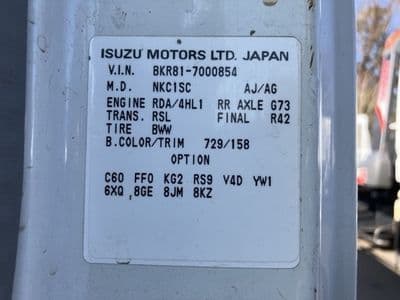 ISUZU MOTORS LTD. JAPAN
V.I.N. BKR81-7000854
M.D. NKC1SC AJ/AG
ENGINE RDA/4HL1 RR AXLE G73
TRANS. RSL FINAL R42
TIRE BWW
B.COLOR/TRIM 729/158
OPTION
C60 FF0 KG2 RS9 V4D YW1
6XQ ,8GE 8JM 8KZ